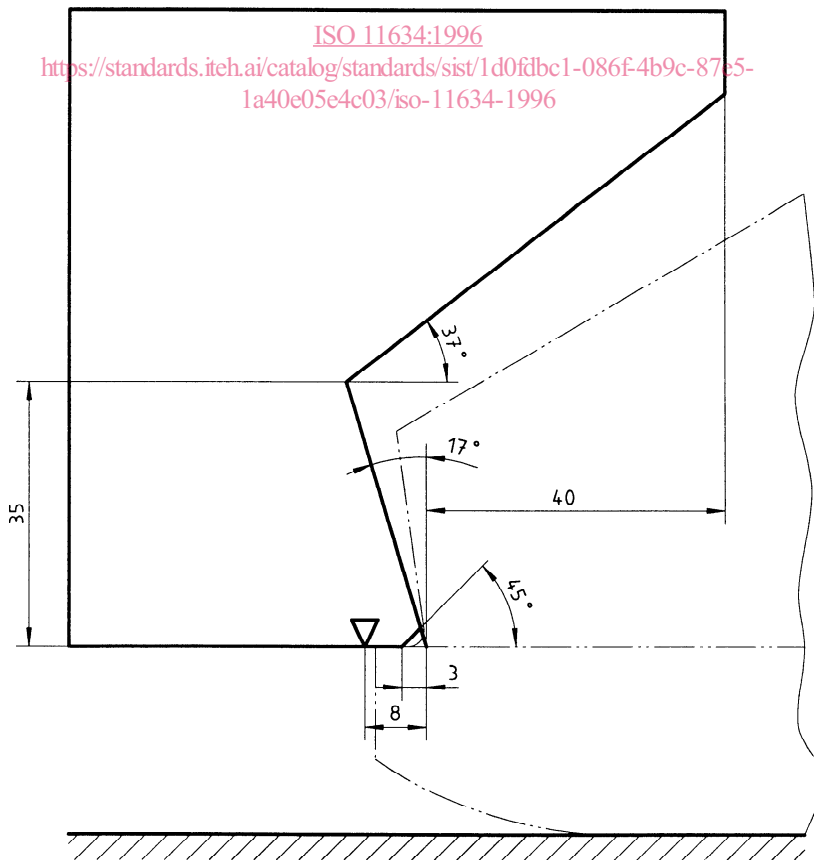 ISO 11634:1996
https://standards.iteh.ai/catalog/standards/sist/1d0fdbc1-086f-4b9c-87e5-
1a40e05e4c03/iso-11634-1996
37°
17°
35
40
45°
3
8